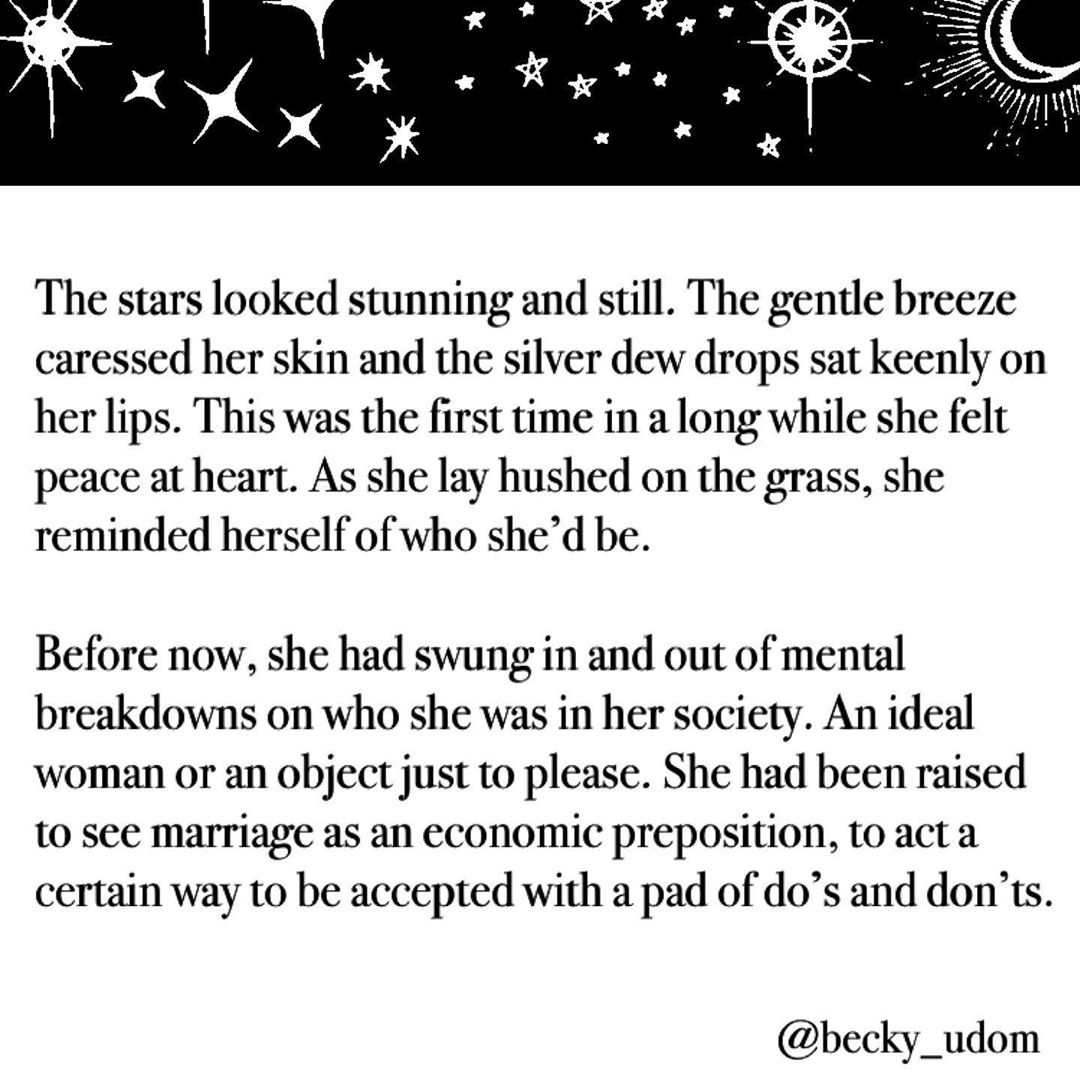 The stars looked stunning and still. The gentle breeze
caressed her skin and the silver dew drops sat keenly on
her lips. This was the first time in a long while she felt
peace at heart. As she lay hushed on the grass, she
reminded herself of who she’d be.
Before now, she had swung in and out of mental
breakdowns on who she was in her society. An ideal
woman or an object just to please. She had been raised
to see marriage as an economic preposition, to act a
certain way to be accepted with a pad of do’s and don’ts.
@becky_udom